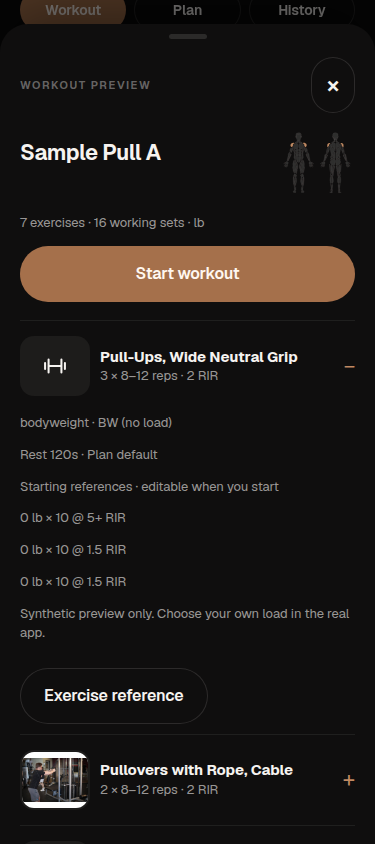 Workout Plan History
WORKOUT PREVIEW
×
Sample Pull A
7 exercises · 16 working sets · lb
Start workout
Pull-Ups, Wide Neutral Grip
3 × 8–12 reps · 2 RIR
−
bodyweight · BW (no load)
Rest 120s · Plan default
Starting references · editable when you start
0 lb × 10 @ 5+ RIR
0 lb × 10 @ 1.5 RIR
0 lb × 10 @ 1.5 RIR
Synthetic preview only. Choose your own load in the real
app.
Exercise reference
Pullovers with Rope, Cable
2 × 8–12 reps · 2 RIR
+